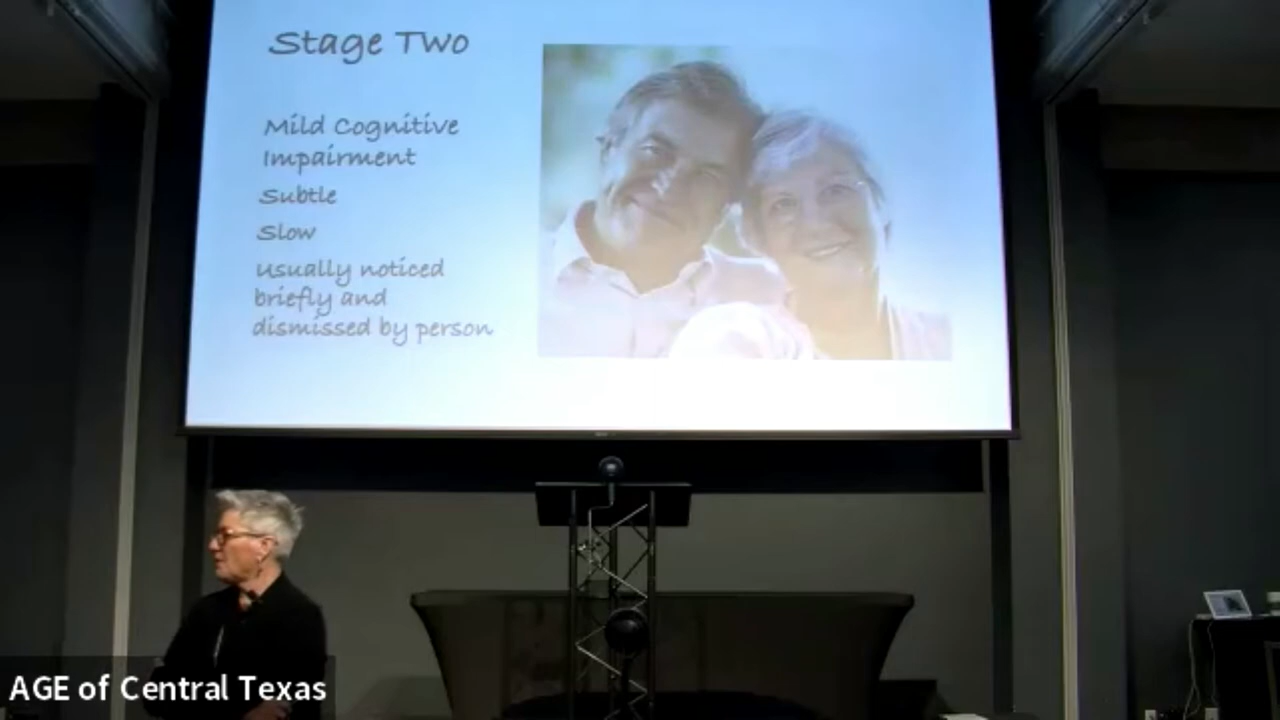 Stage Two
Mild Cognitive
Impairment
Subtle
Slow
Usually noticed
briefly and
dismissed by person
AGE of Central Texas